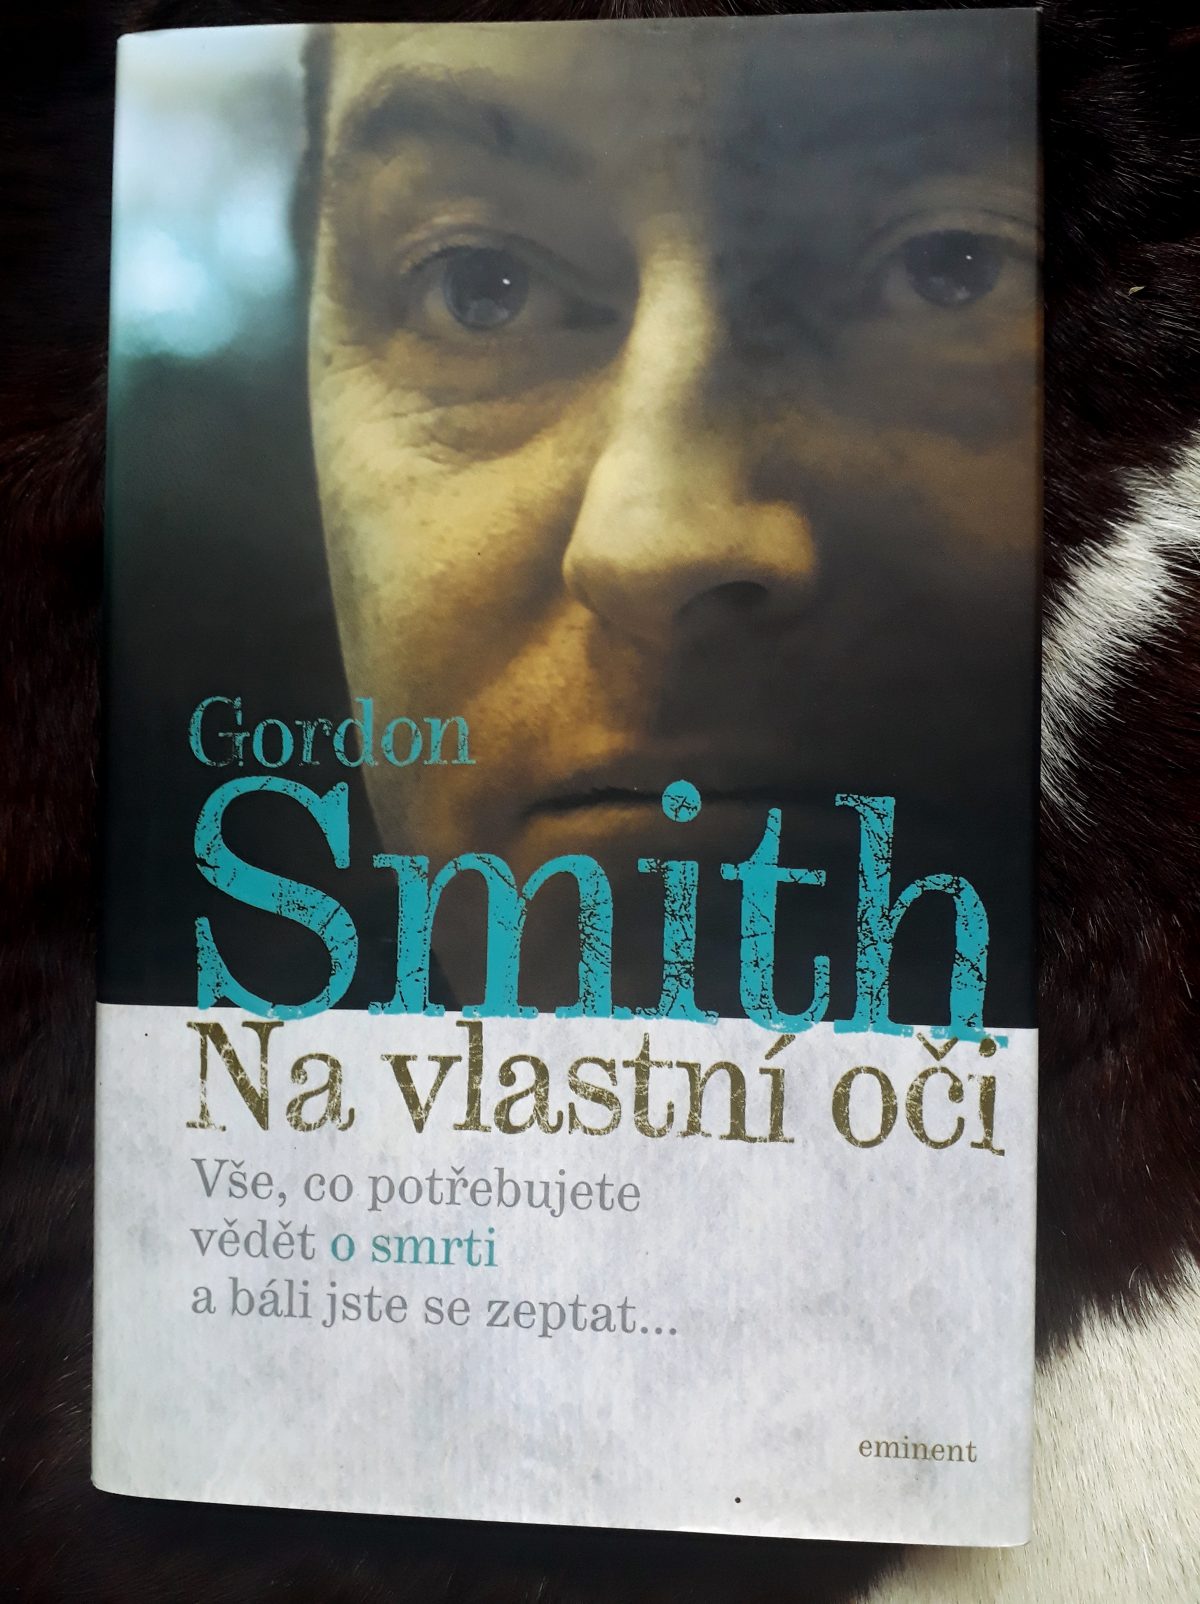 Gordon
Smith
Na vlastní oči
Vše, co potřebujete
vědět o smrti
a báli jste se zeptat...
eminent